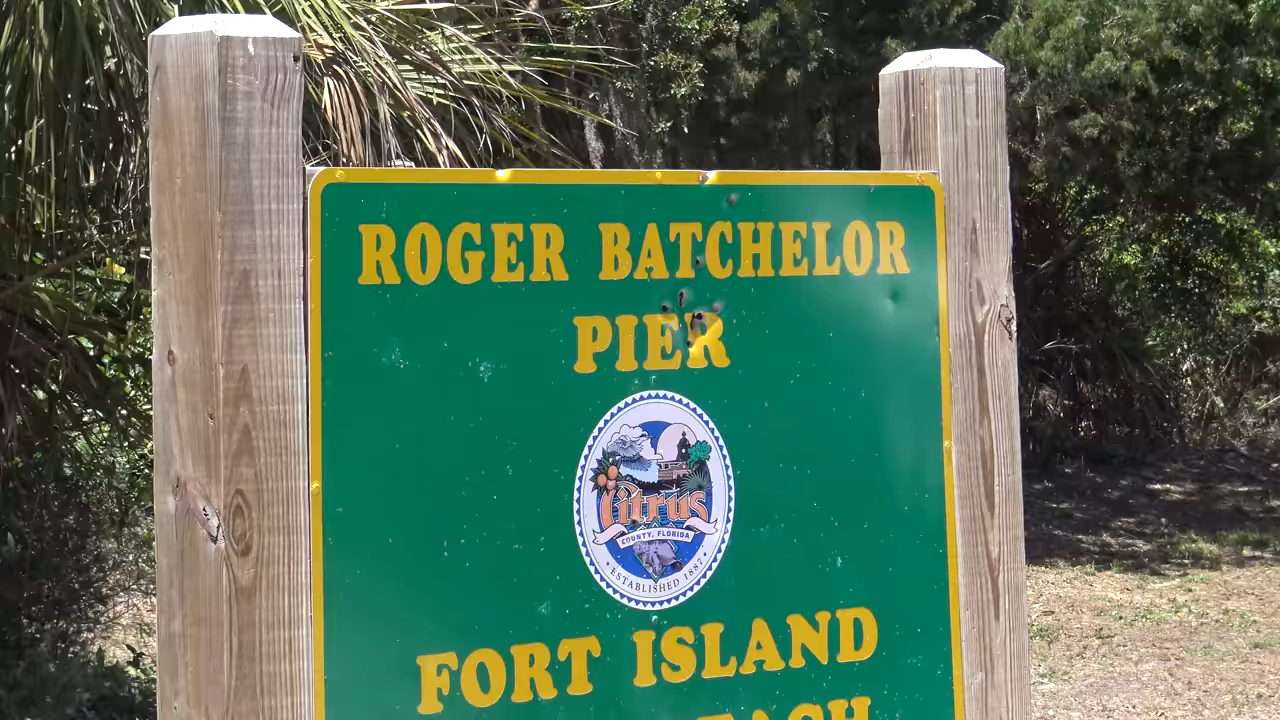 ROGER BATCHELOR
PIER
Citrus
COUNTY, FLORIDA
• ESTABLISHED 1887 •
FORT ISLAND